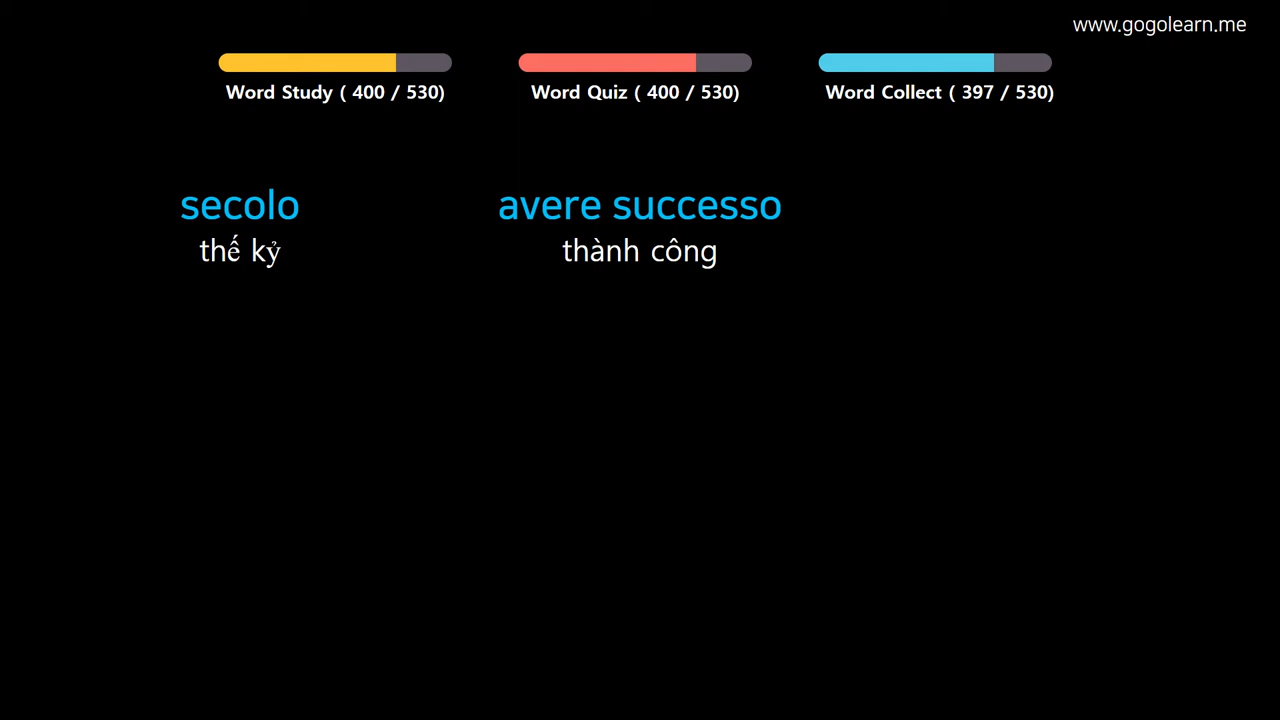 www.gogolearn.me
Word Study ( 400 / 530)
Word Quiz ( 400 / 530)
Word Collect ( 397 / 530)
secolo
thế kỷ
avere successo
thành công